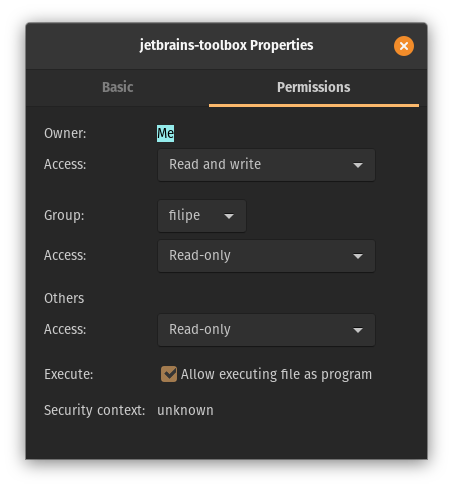 jetbrains-toolbox Properties
Basic Permissions
Owner: Me
Access: Read and write
Group: filipe
Access: Read-only
Others
Access: Read-only
Execute: Allow executing file as program
Security context: unknown